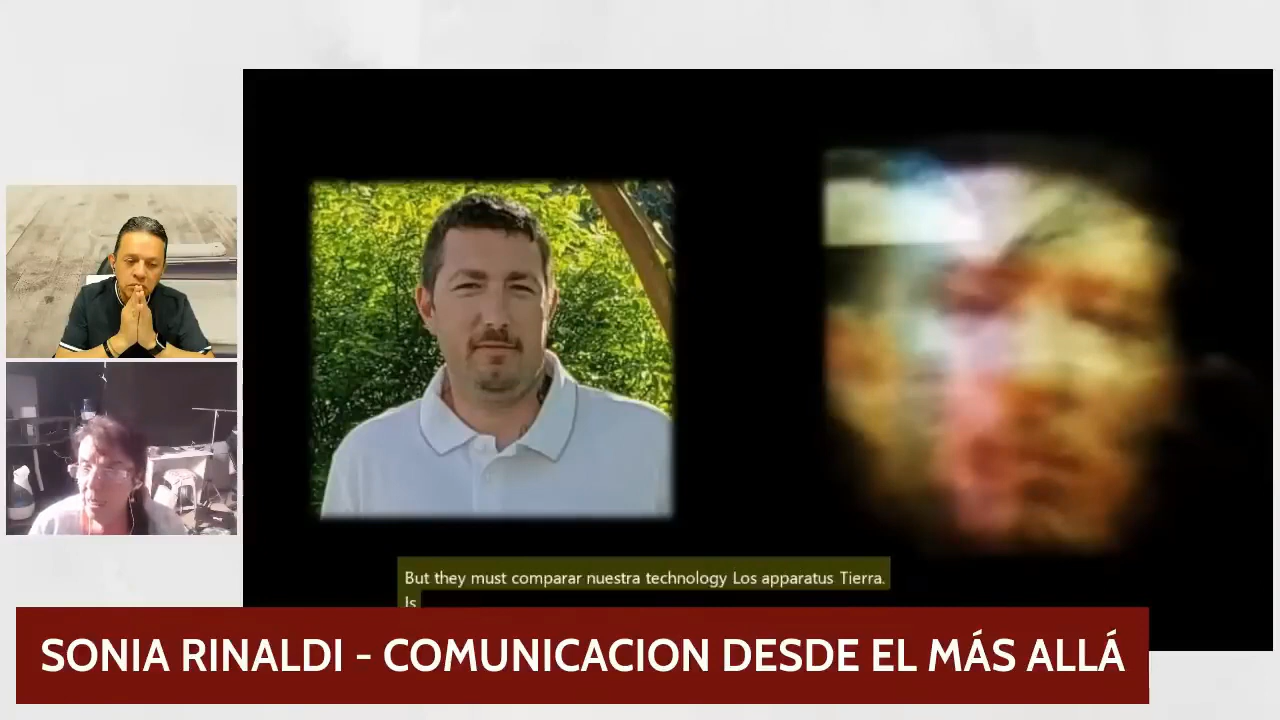 But they must comparar nuestra technology Los apparatus Tierra.
Is
SONIA RINALDI - COMUNICACION DESDE EL MÁS ALLÁ